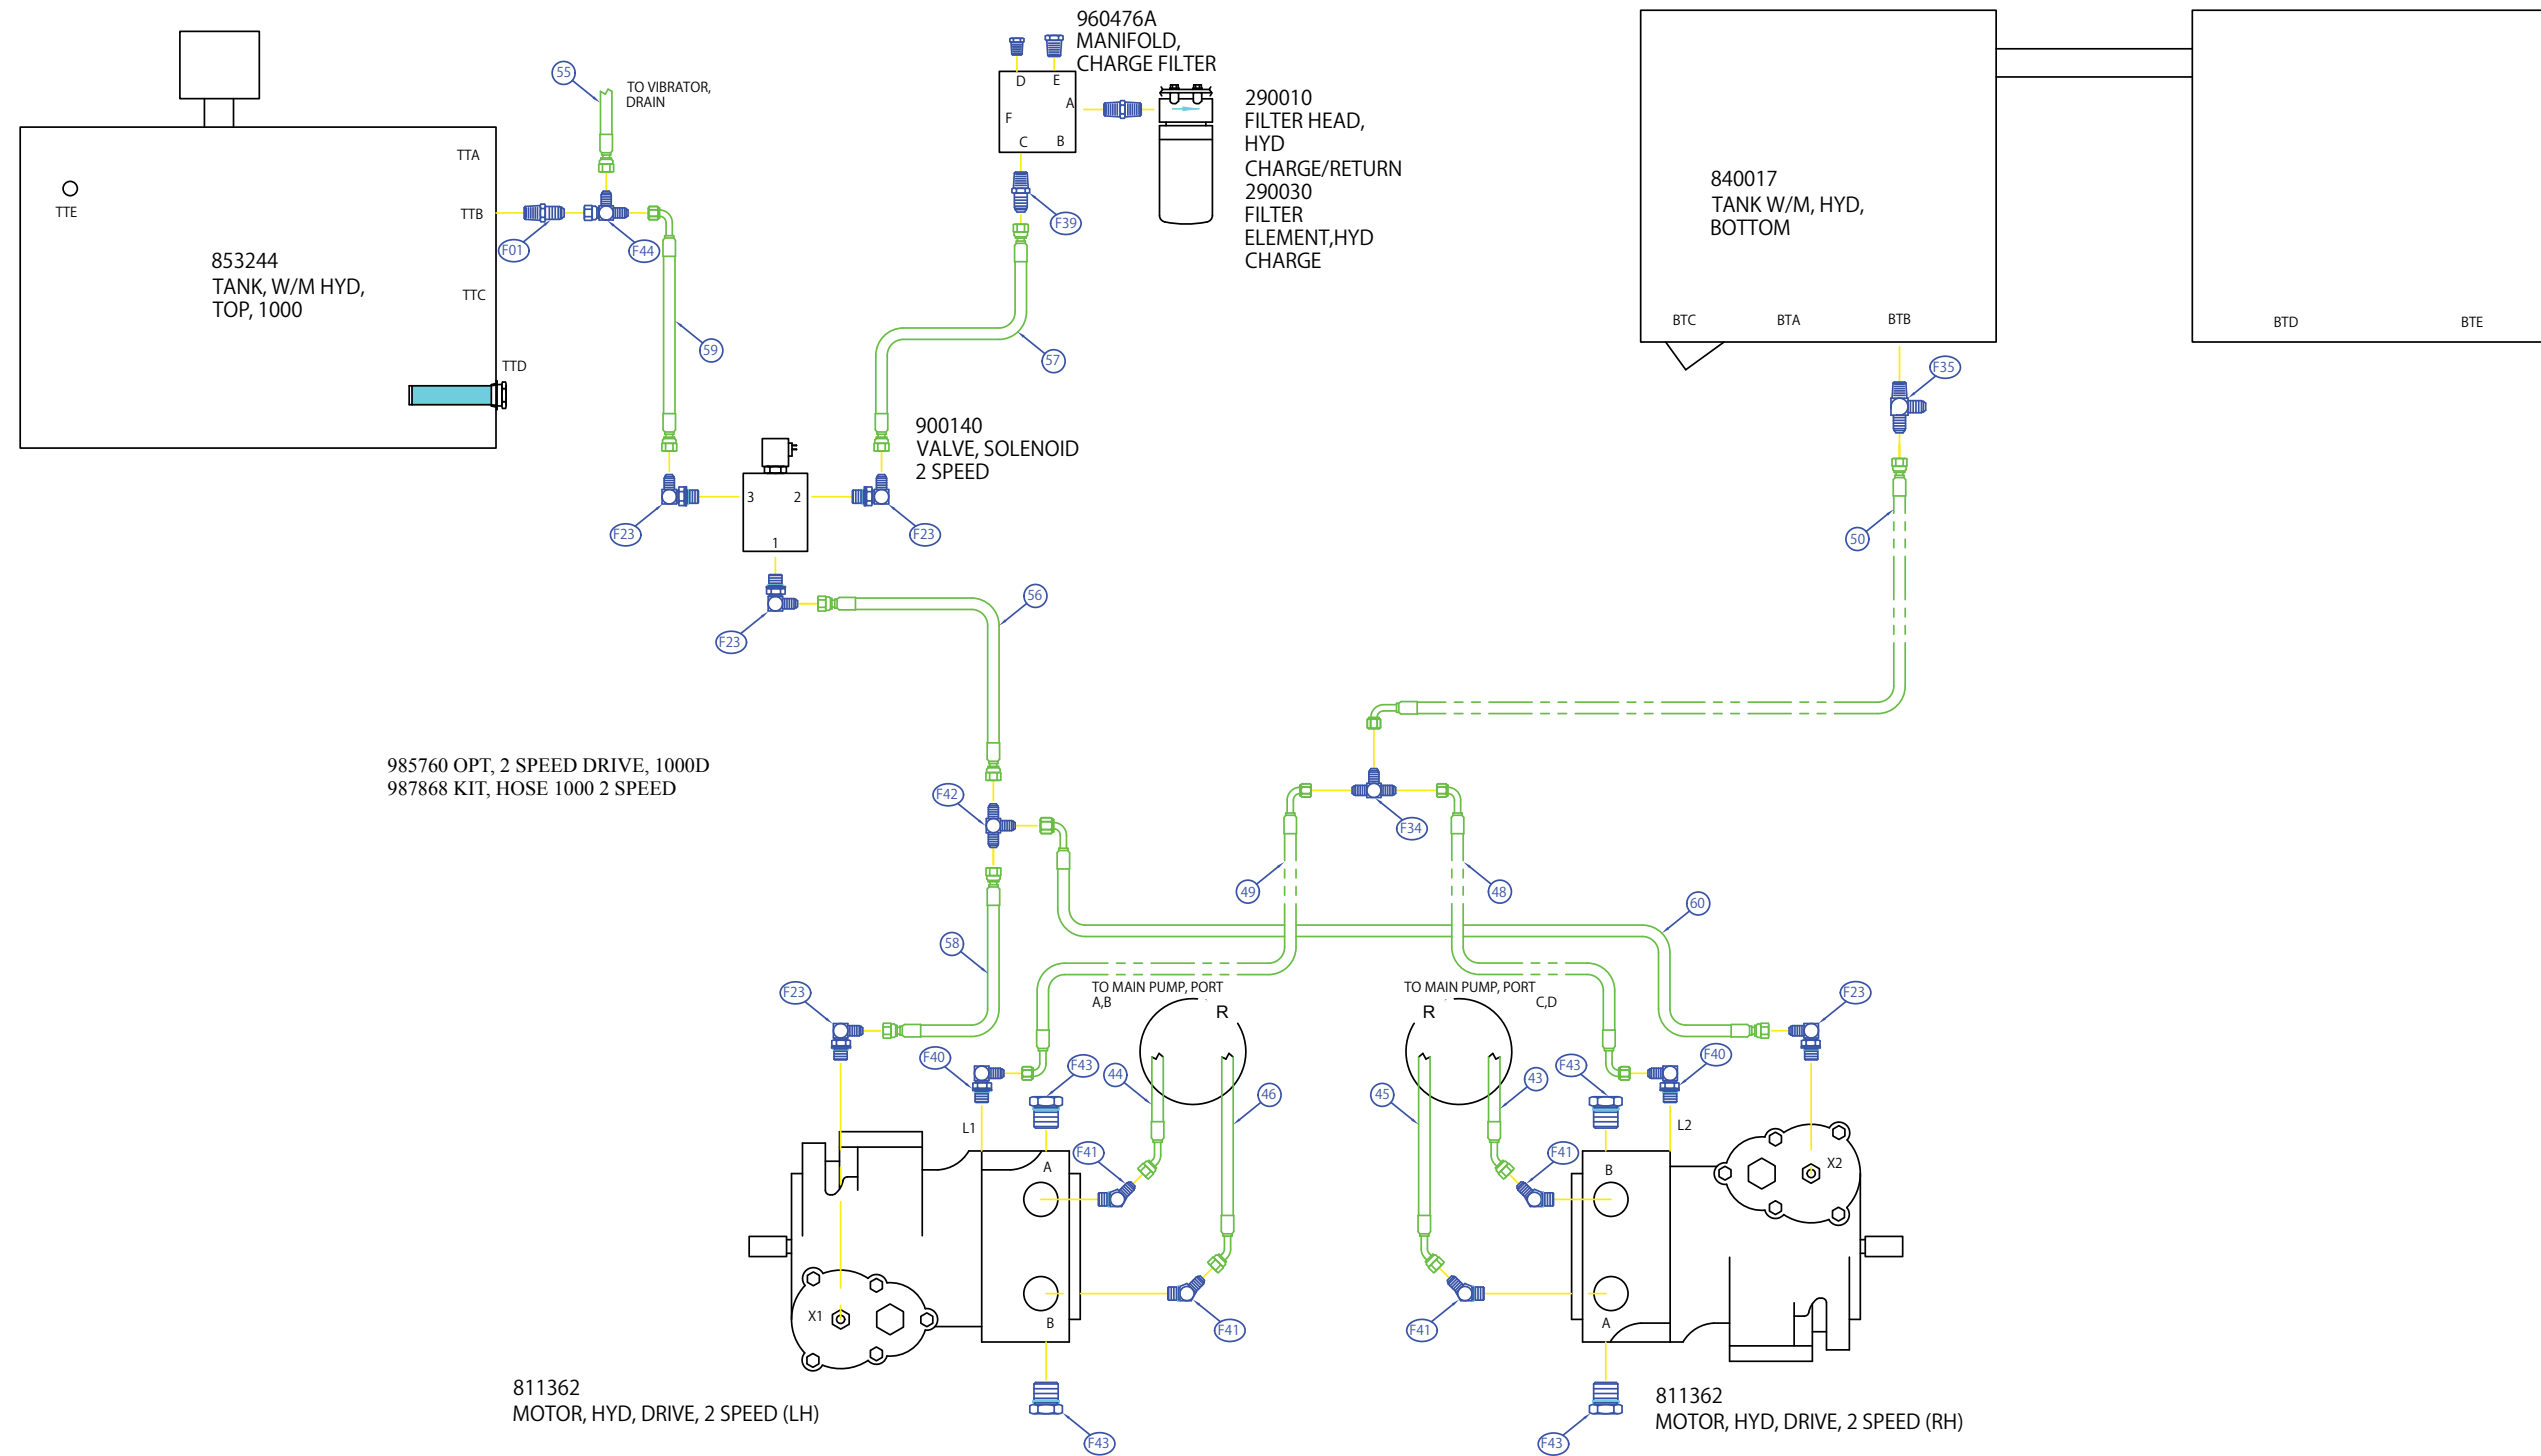 960476A
MANIFOLD,
CHARGE FILTER
55
TO VIBRATOR,
DRAIN
D
E
A
F
C
B
290010
FILTER HEAD,
HYD
CHARGE/RETURN
290030
FILTER
ELEMENT,HYD
CHARGE
TTA
TTE
TTB
TTC
TTD
F01
F44
F39
853244
TANK, W/M HYD,
TOP, 1000
840017
TANK W/M, HYD,
BOTTOM
BTC
BTA
BTB
BTD
BTE
59
57
F35
900140
VALVE, SOLENOID
2 SPEED
3
2
1
F23
F23
50
56
F23
985760 OPT, 2 SPEED DRIVE, 1000D
987868 KIT, HOSE 1000 2 SPEED
F42
F34
49
48
60
58
F23
F23
TO MAIN PUMP, PORT
A,B
R
TO MAIN PUMP, PORT
C,D
R
F40
F43
44
46
45
43
F43
F40
L1
L2
F41
F41
A
B
X2
X1
B
A
F41
F41
811362
MOTOR, HYD, DRIVE, 2 SPEED (LH)
811362
MOTOR, HYD, DRIVE, 2 SPEED (RH)
F43
F43